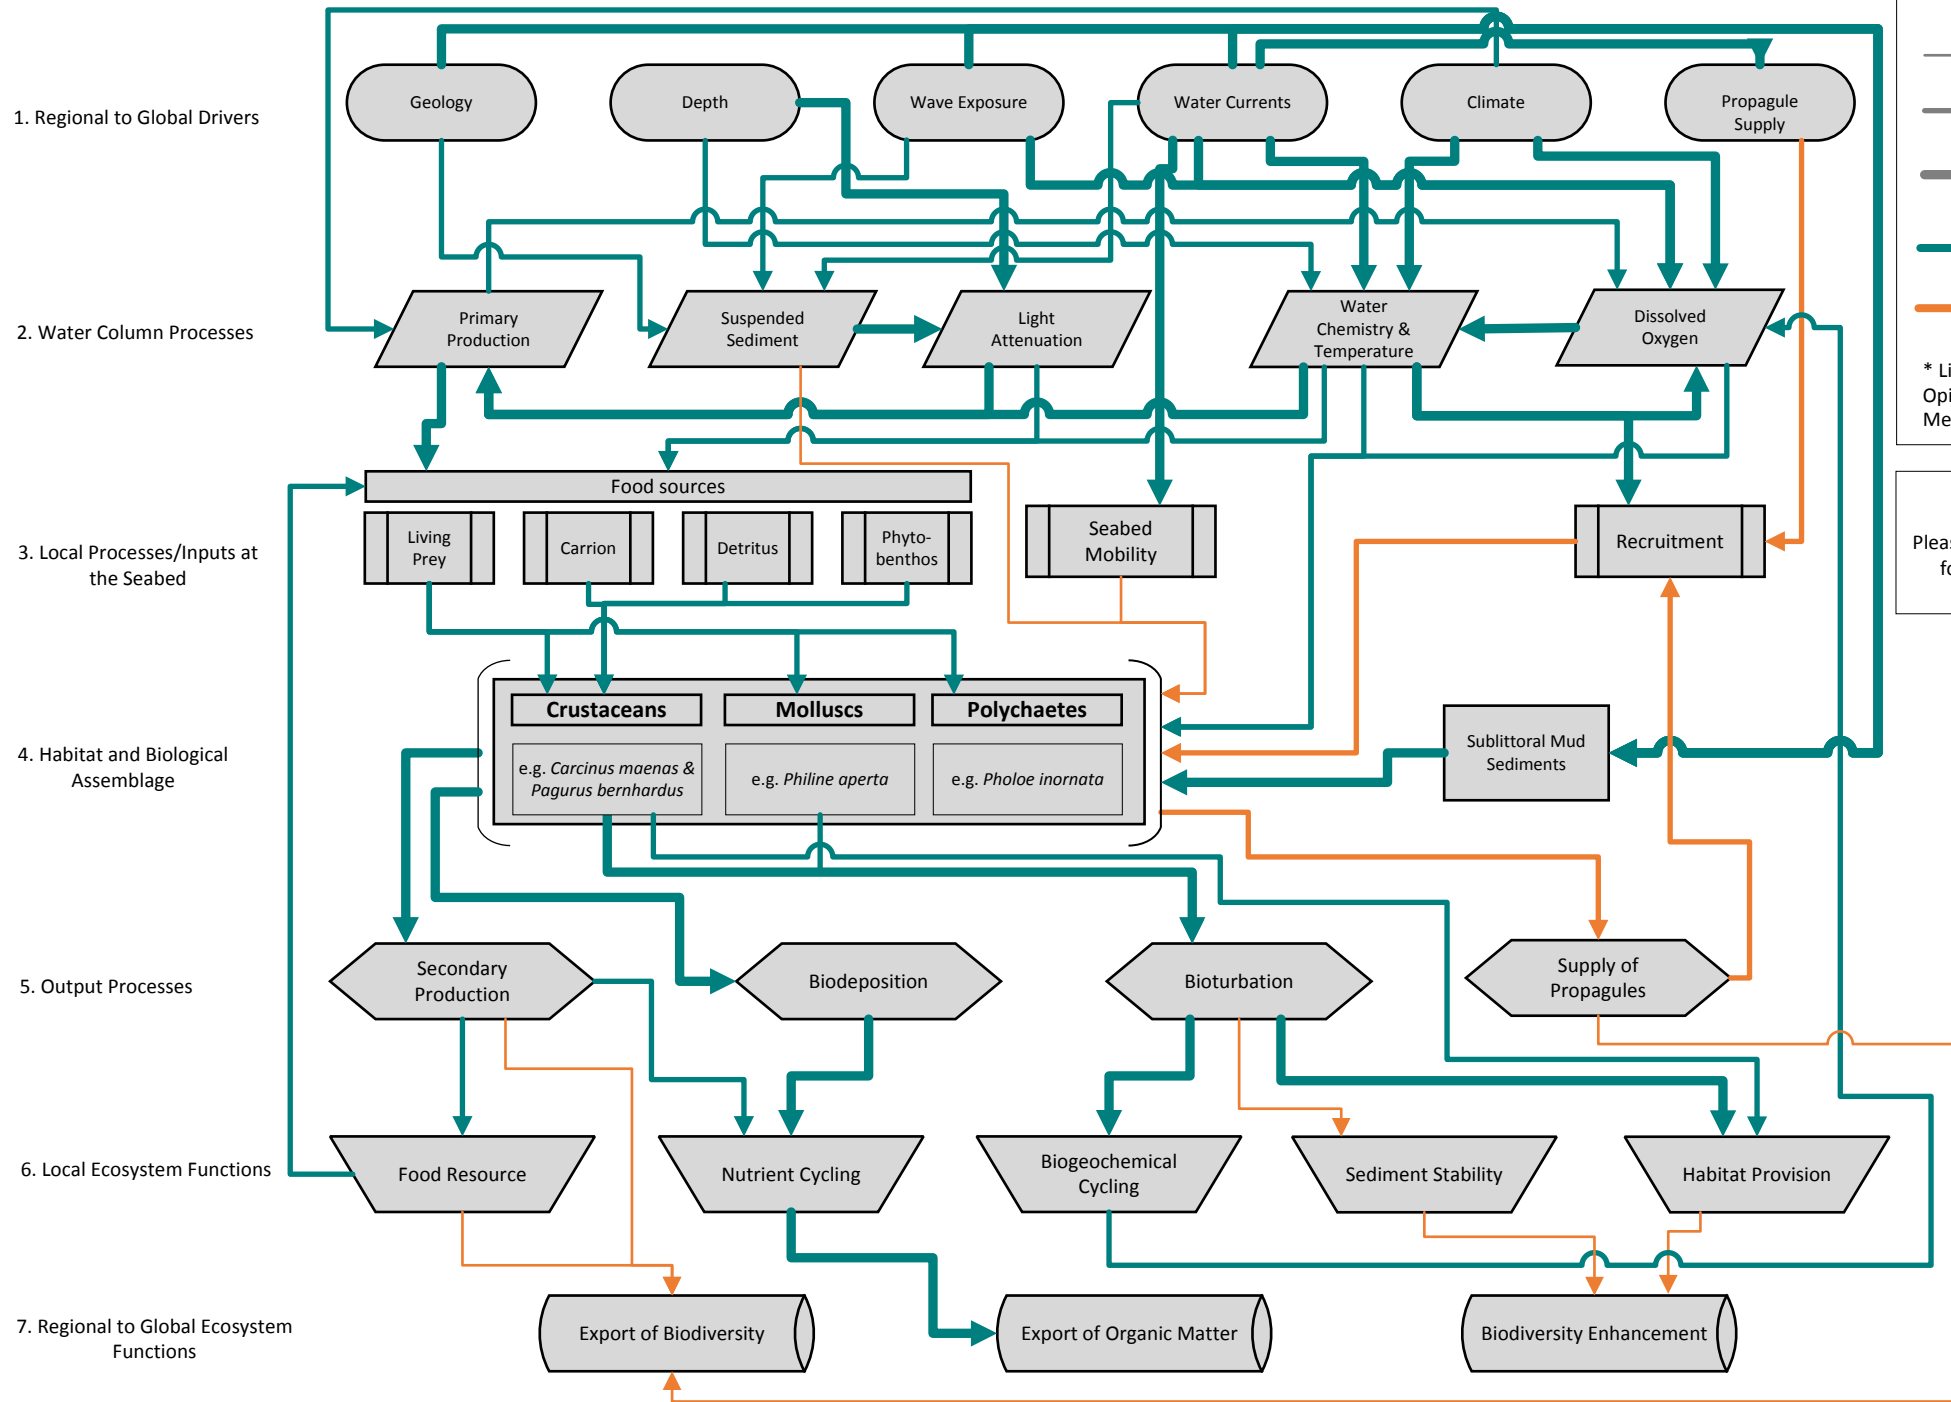 1. Regional to Global Drivers
Geology
Depth
Wave Exposure
Water Currents
Climate
Propagule
Supply
2. Water Column Processes
Primary
Production
Suspended
Sediment
Light
Attenuation
Water
Chemistry &
Temperature
Dissolved
Oxygen
* Li
Opi
Me
Food sources
3. Local Processes/Inputs at
the Seabed
Living
Prey
Carrion
Detritus
Phyto-
benthos
Seabed
Mobility
Recruitment
Pleas
fo
4. Habitat and Biological
Assemblage
Crustaceans
Molluscs
Polychaetes
e.g. Carcinus maenas &
Pagurus bernhardus
e.g. Philine aperta
e.g. Pholoe inornata
Sublittoral Mud
Sediments
5. Output Processes
Secondary
Production
Biodeposition
Bioturbation
Supply of
Propagules
6. Local Ecosystem Functions
Food Resource
Nutrient Cycling
Biogeochemical
Cycling
Sediment Stability
Habitat Provision
7. Regional to Global Ecosystem
Functions
Export of Biodiversity
Export of Organic Matter
Biodiversity Enhancement